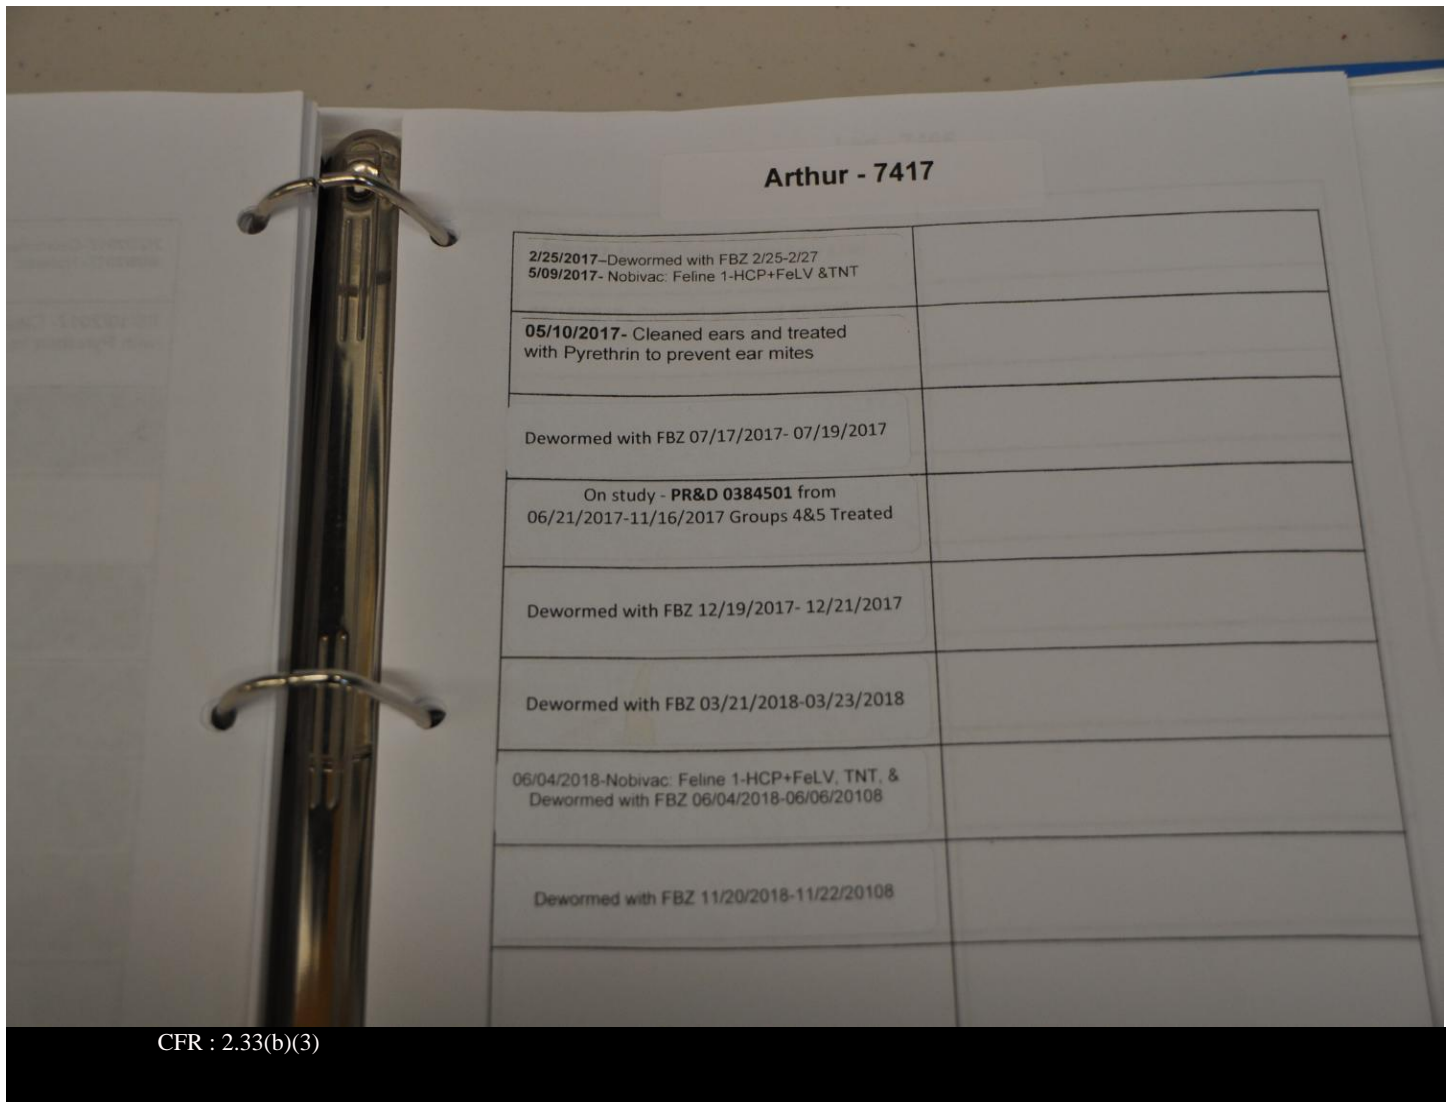 Arthur - 7417
2/25/2017–Dewormed with FBZ 2/25-2/27
5/09/2017- Nobivac: Feline 1-HCP+FeLV &TNT
05/10/2017- Cleaned ears and treated
with Pyrethrin to prevent ear mites
Dewormed with FBZ 07/17/2017- 07/19/2017
On study - PR&D 0384501 from
06/21/2017-11/16/2017 Groups 4&5 Treated
Dewormed with FBZ 12/19/2017- 12/21/2017
Dewormed with FBZ 03/21/2018-03/23/2018
06/04/2018-Nobivac: Feline 1-HCP+FeLV, TNT, &
Dewormed with FBZ 06/04/2018-06/06/20108
Dewormed with FBZ 11/20/2018-11/22/20108
CFR : 2.33(b)(3)